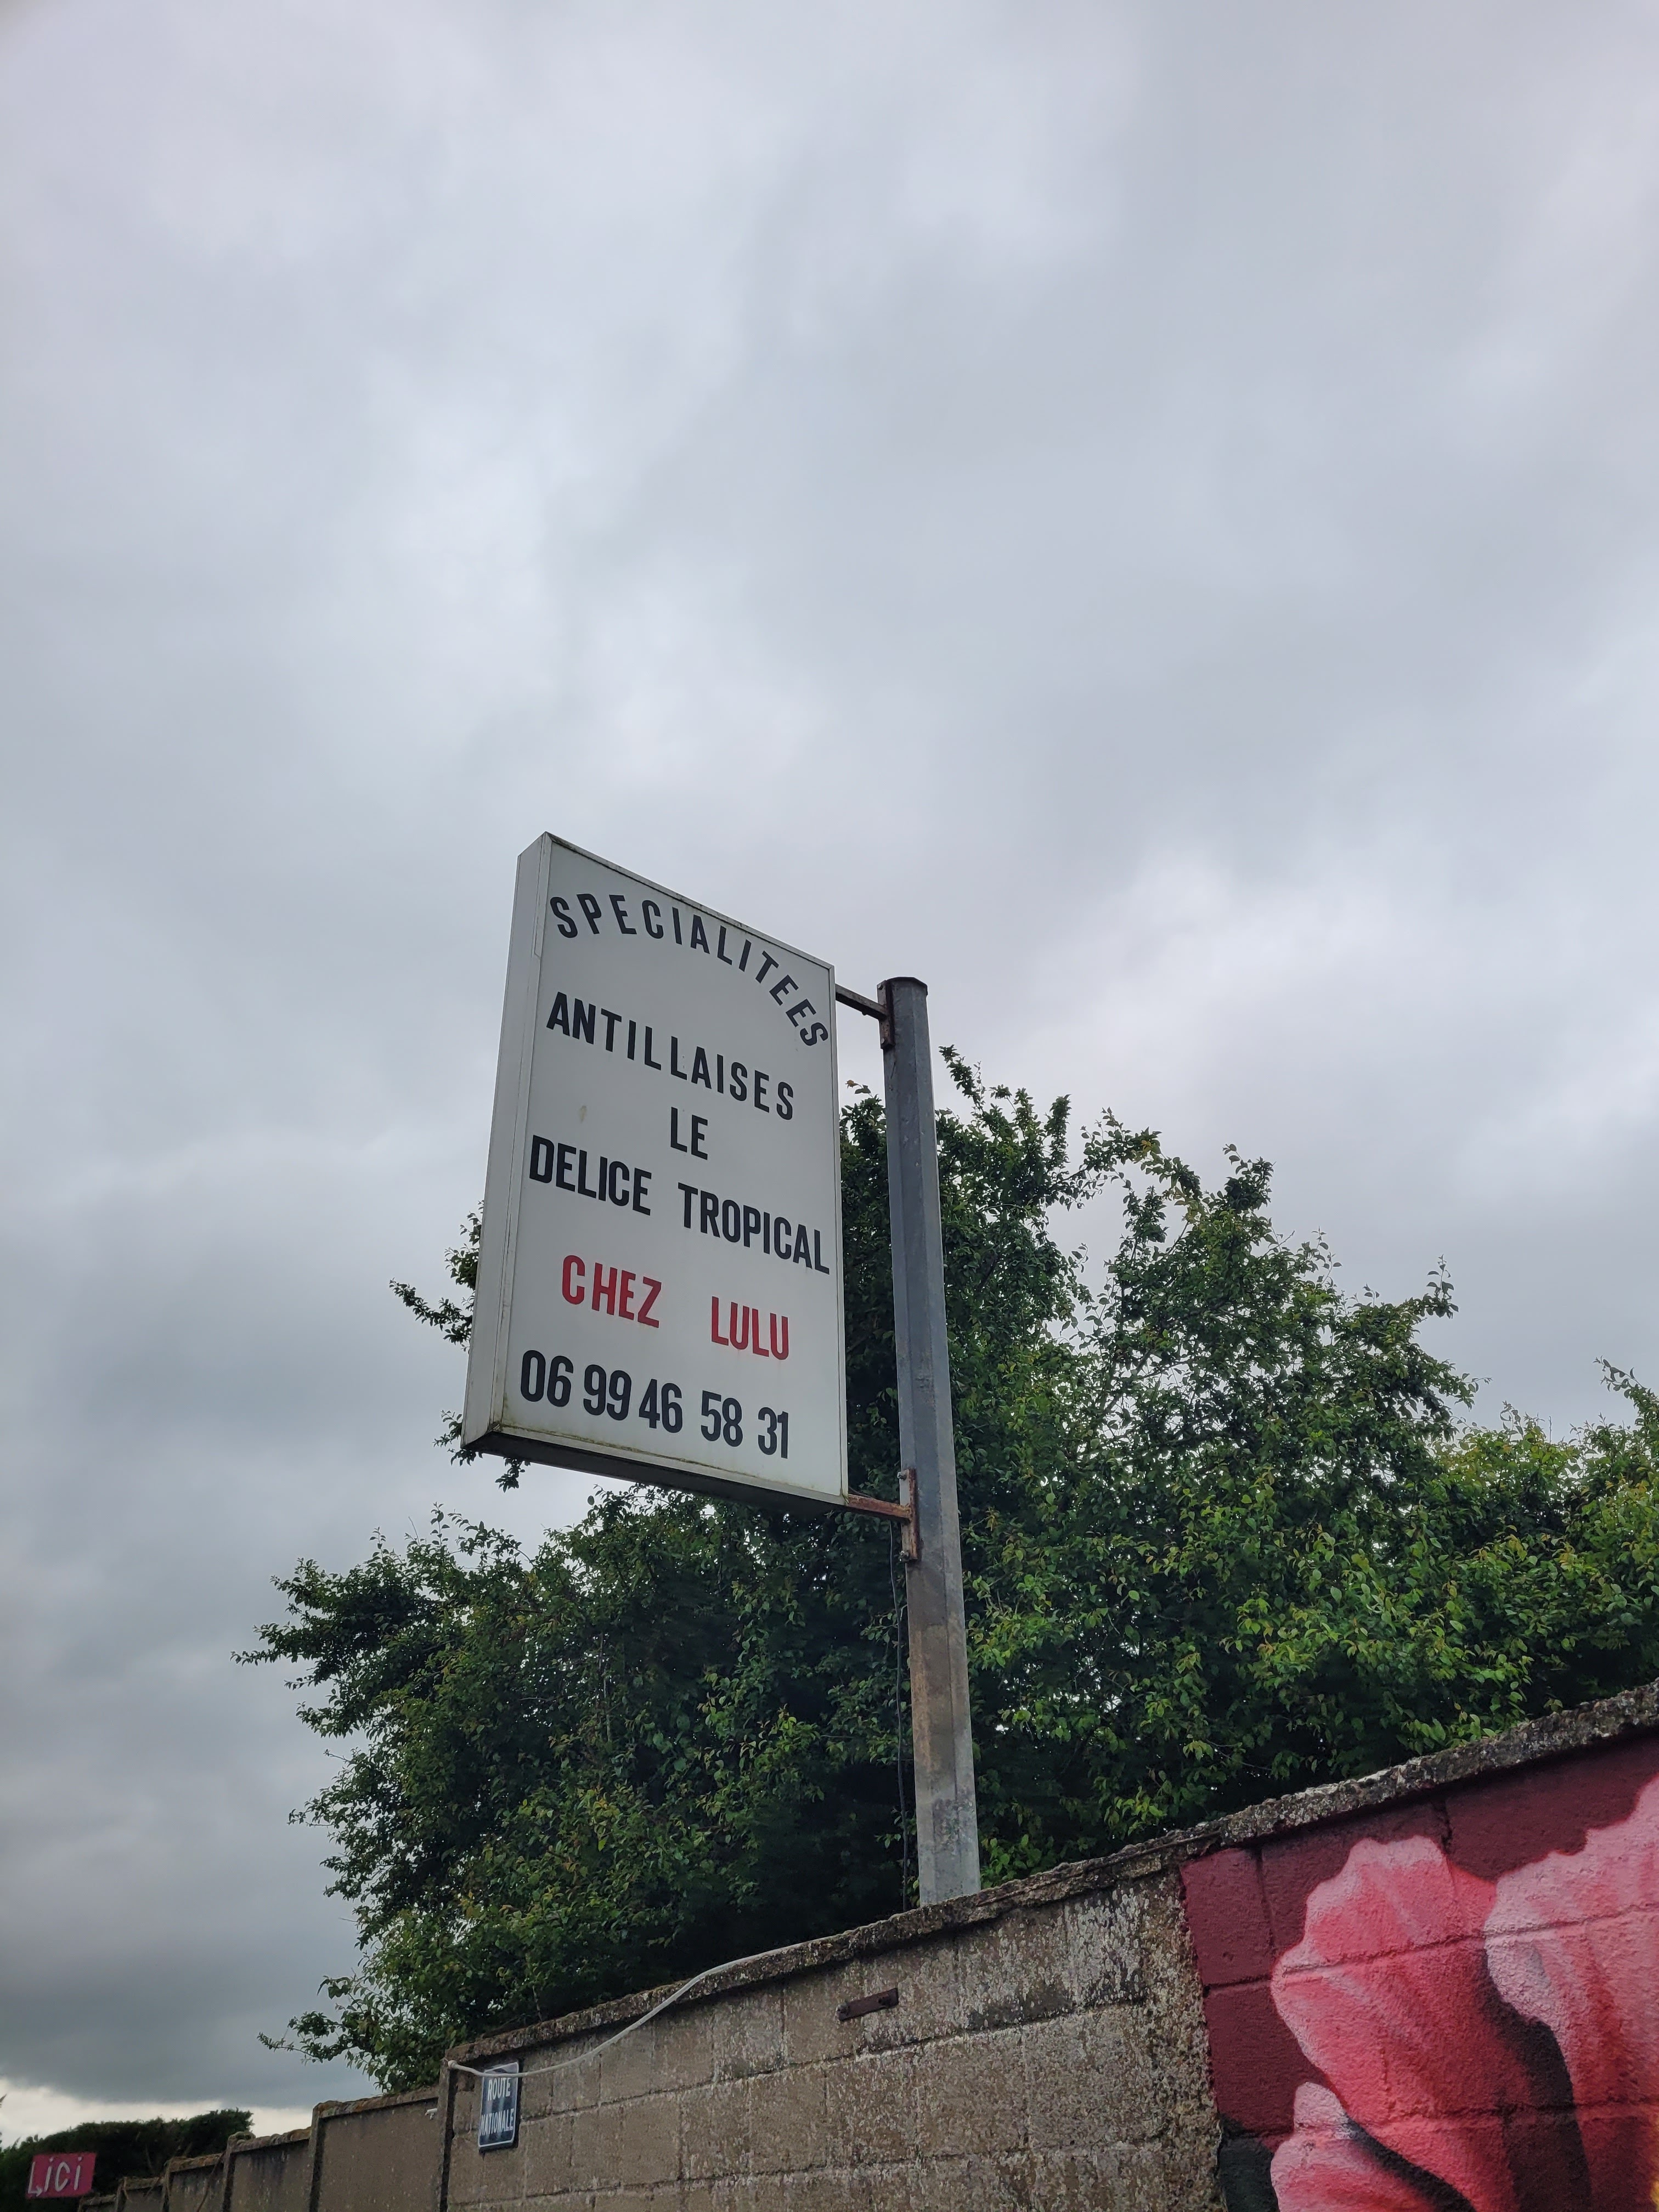 SPECIALITEES
ANTILLAISES
LE
DELICE TROPICAL
CHEZ LULU
06 99 46 58 31
ROUTE
NATIONALE
ICI